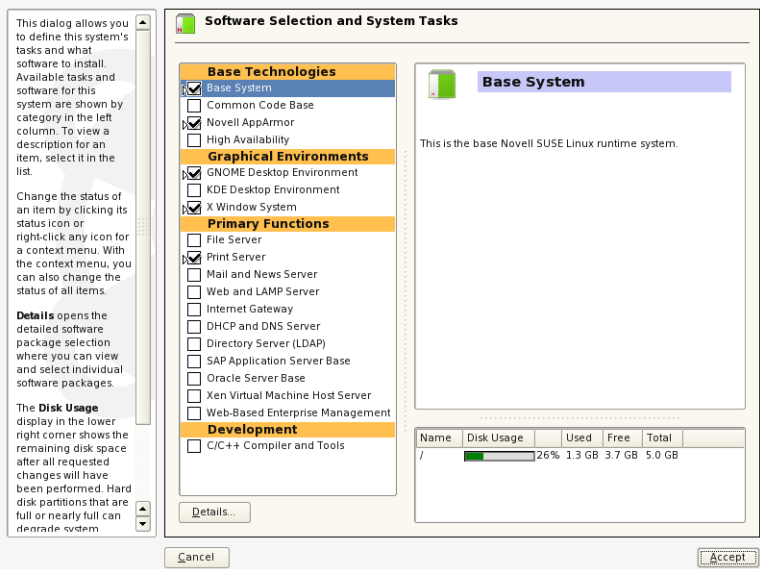 This dialog allows you
to define this system's
tasks and what
software to install.
Available tasks and
software for this
system are shown by
category in the left
column. To view a
description for an
item, select it in the
list.
Change the status of
an item by clicking its
status icon or
right-click any icon for
a context menu. With
the context menu, you
can also change the
status of all items.
Details opens the
detailed software
package selection
where you can view
and select individual
software packages.
The Disk Usage
display in the lower
right corner shows the
remaining disk space
after all requested
changes will have
been performed. Hard
disk partitions that are
full or nearly full can
degrade system
Software Selection and System Tasks
Base Technologies
Base System
Common Code Base
Novell AppArmor
High Availability
Graphical Environments
GNOME Desktop Environment
KDE Desktop Environment
X Window System
Primary Functions
File Server
Print Server
Mail and News Server
Web and LAMP Server
Internet Gateway
DHCP and DNS Server
Directory Server (LDAP)
SAP Application Server Base
Oracle Server Base
Xen Virtual Machine Host Server
Web-Based Enterprise Management
Development
C/C++ Compiler and Tools
Details...
Base System
This is the base Novell SUSE Linux runtime system.
Name Disk Usage Used Free Total
/ 26% 1.3 GB 3.7 GB 5.0 GB
Cancel
Accept